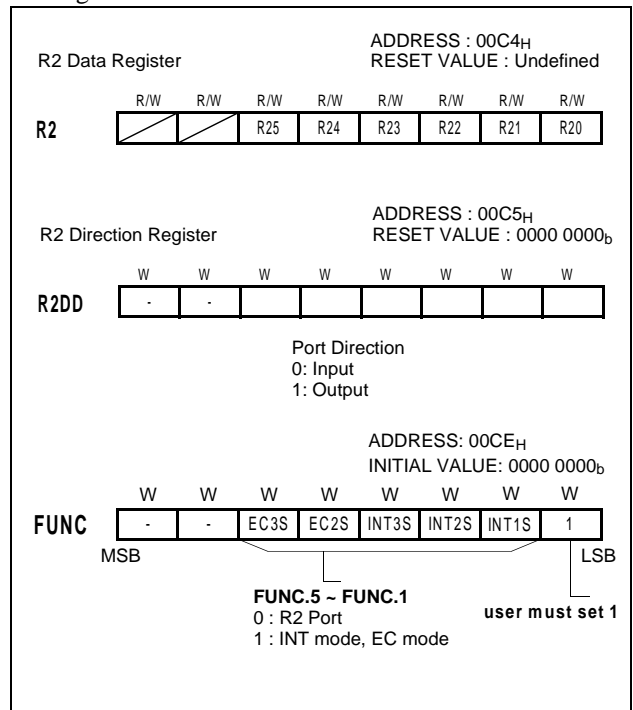 ADDRESS : 00C4H
R2 Data Register RESET VALUE : Undefined
R/W R/W R/W R/W R/W R/W R/W R/W
R2 R25 R24 R23 R22 R21 R20
ADDRESS : 00C5H
R2 Direction Register RESET VALUE : 0000 0000b
W W W W W W W W
R2DD - -
Port Direction
0: Input
1: Output
ADDRESS: 00CEH
INITIAL VALUE: 0000 0000b
W W W W W W W W
FUNC - - EC3S EC2S INT3S INT2S INT1S 1
MSB LSB
FUNC.5 ~ FUNC.1
0 : R2 Port
1 : INT mode, EC mode
user must set 1